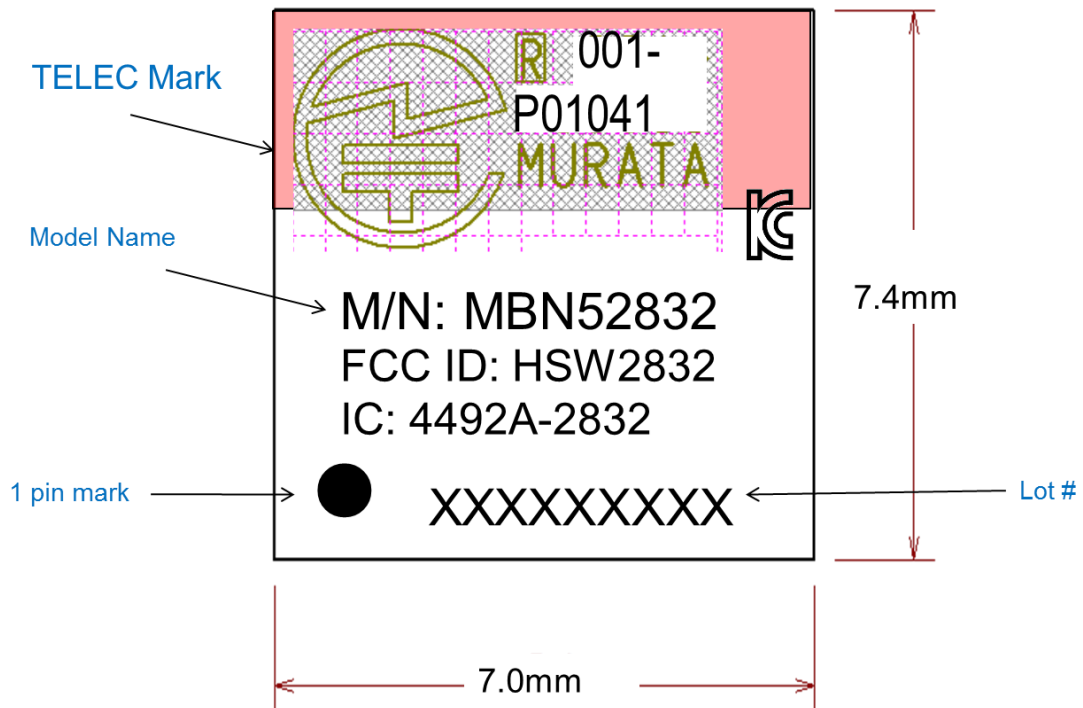 TELEC Mark
R 001-
P01041
MURATA
Model Name
7.4mm
M/N: MBN52832
FCC ID: HSW2832
IC: 4492A-2832
1 pin mark
XXXXXXXXX
Lot #
7.0mm